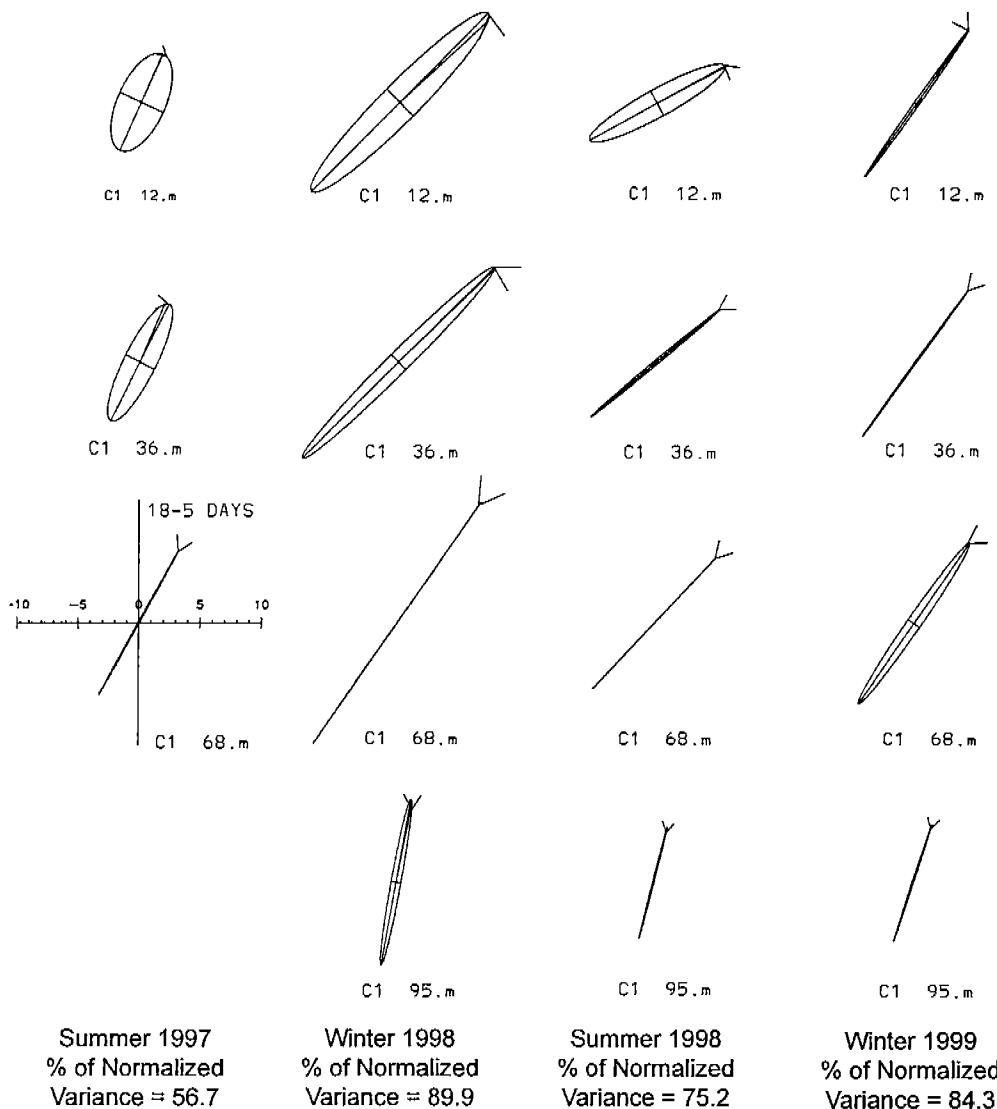 C1 12.m
C1 12.m
C1 12.m
C1 12.m
C1 36.m
C1 36.m
C1 36.m
C1 36.m
18-5 DAYS
-10 -5 0 5 10
C1 68.m
C1 68.m
C1 68.m
C1 68.m
C1 95.m
C1 95.m
C1 95.m
Summer 1997
% of Normalized
Variance = 56.7
Winter 1998
% of Normalized
Variance = 89.9
Summer 1998
% of Normalized
Variance = 75.2
Winter 1999
% of Normalized
Variance = 84.3